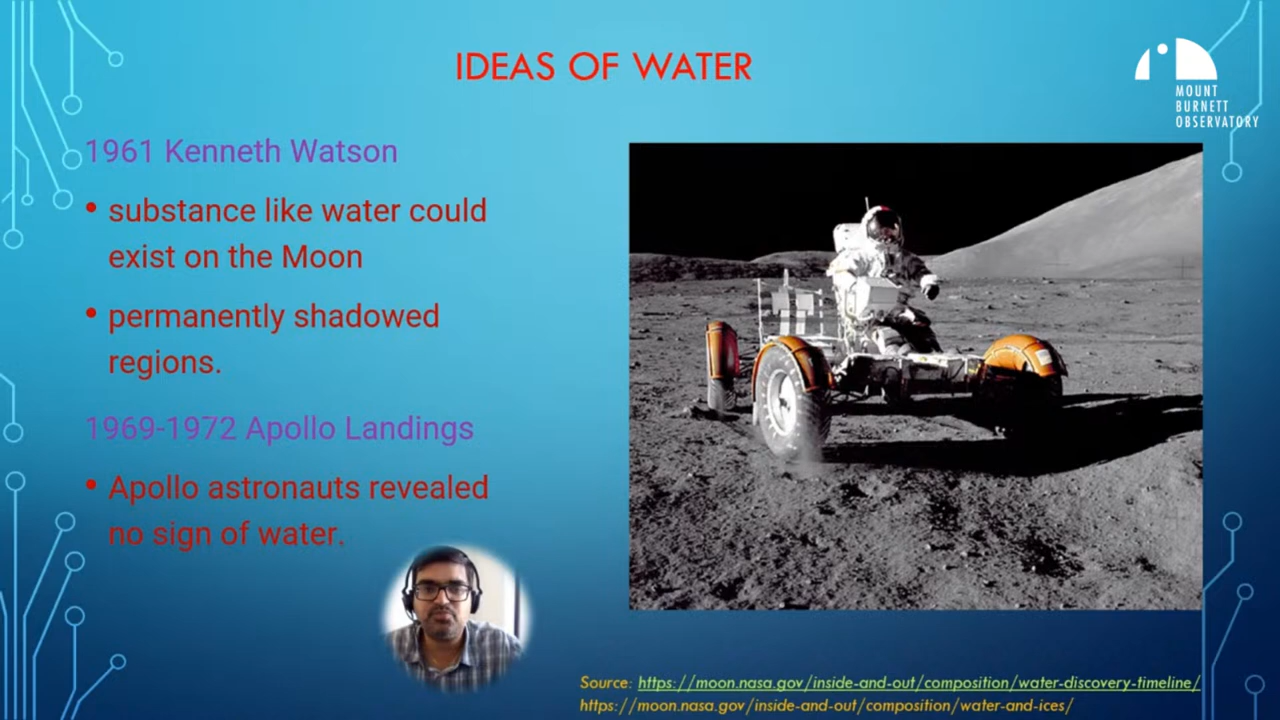 IDEAS OF WATER
MOUNT
BURNETT
OBSERVATORY
1961 Kenneth Watson
• substance like water could
exist on the Moon
• permanently shadowed
regions.
1969-1972 Apollo Landings
• Apollo astronauts revealed
no sign of water.
Source: https://moon.nasa.gov/inside-and-out/composition/water-discovery-timeline/
https://moon.nasa.gov/inside-and-out/composition/water-and-ices/